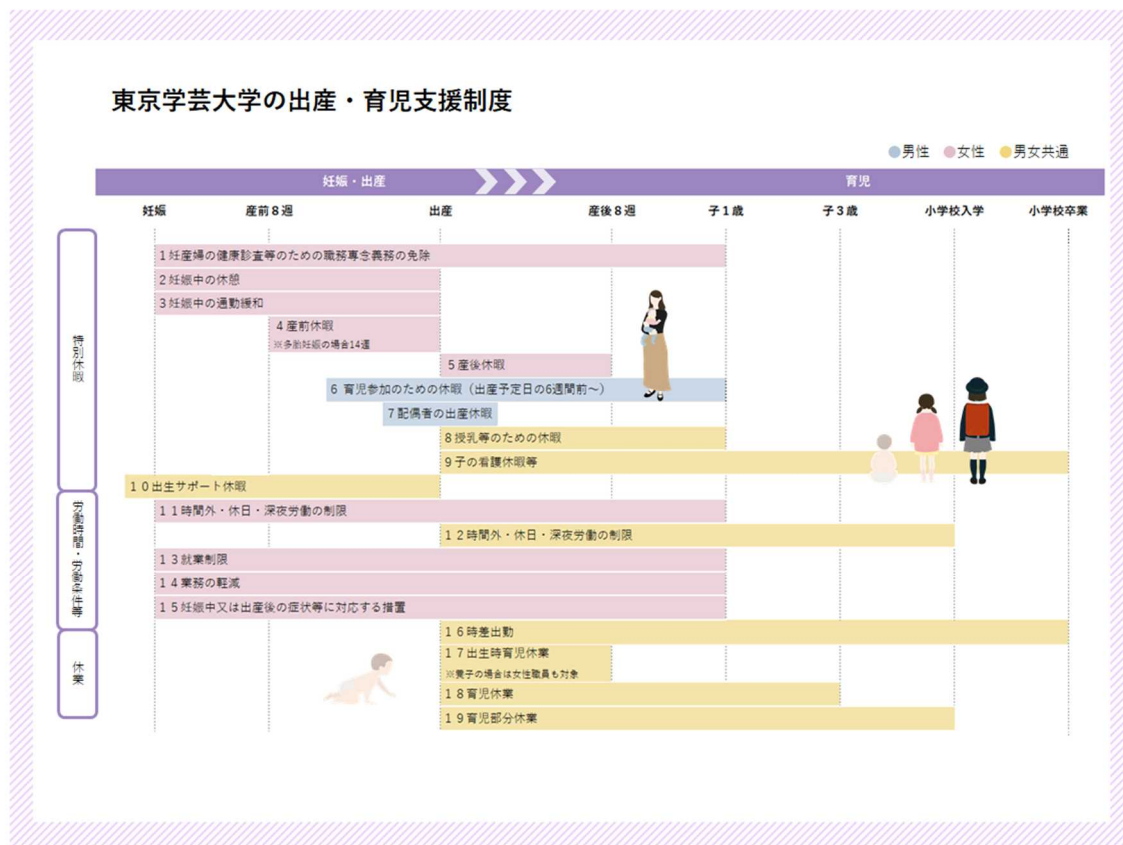 東京学芸大学の出産・育児支援制度
●男性 ●女性 ●男女共通
妊娠・出産 育児
妊娠 産前8週 出産 産後8週 子1歳 子3歳 小学校入学 小学校卒業
特別休暇
1妊産婦の健康診査等のための職務専念義務の免除
2妊娠中の休憩
3妊娠中の通勤緩和
4産前休暇
※多胎妊娠の場合14週
5産後休暇
6 育児参加のための休暇（出産予定日の6週間前～）
7配偶者の出産休暇
8授乳等のための休暇
9子の看護休暇等
10出生サポート休暇
労働時間・労働条件等
11時間外・休日・深夜労働の制限
12時間外・休日・深夜労働の制限
13就業制限
14業務の軽減
15妊娠中又は出産後の症状等に対応する措置
16時差出勤
休業
17出生時育児休業
※養子の場合は女性職員も対象
18育児休業
19育児部分休業